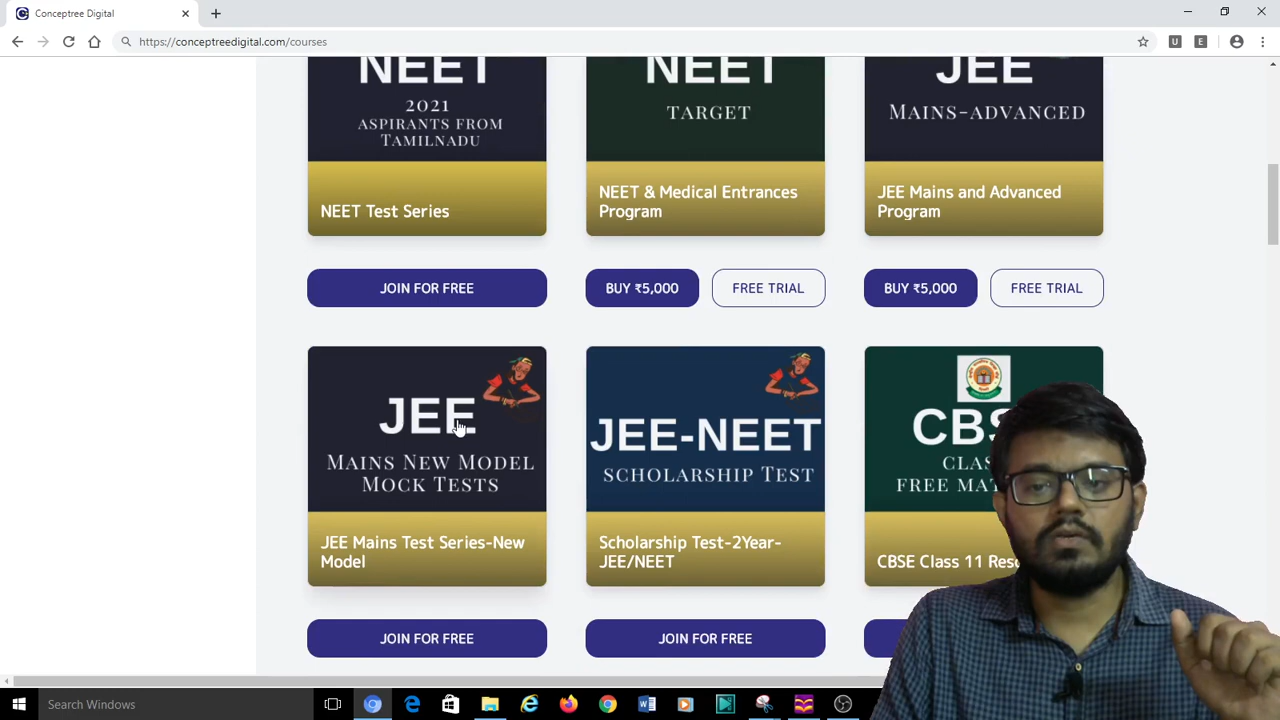 Conceptree Digital
https://conceptreedigital.com/courses
U
E
NEET
2021
ASPIRANTS FROM
TAMILNADU
NEET Test Series
JOIN FOR FREE
NEET
TARGET
NEET & Medical Entrances
Program
BUY ₹5,000
FREE TRIAL
JEE
MAINS-ADVANCED
JEE Mains and Advanced
Program
BUY ₹5,000
FREE TRIAL
JEE
MAINS NEW MODEL
MOCK TESTS
JEE Mains Test Series-New
Model
JOIN FOR FREE
JEE-NEET
SCHOLARSHIP TEST
Scholarship Test-2Year-
JEE/NEET
JOIN FOR FREE
CBS
CLA
FREE MA
CBSE Class 11 Reso
Search Windows